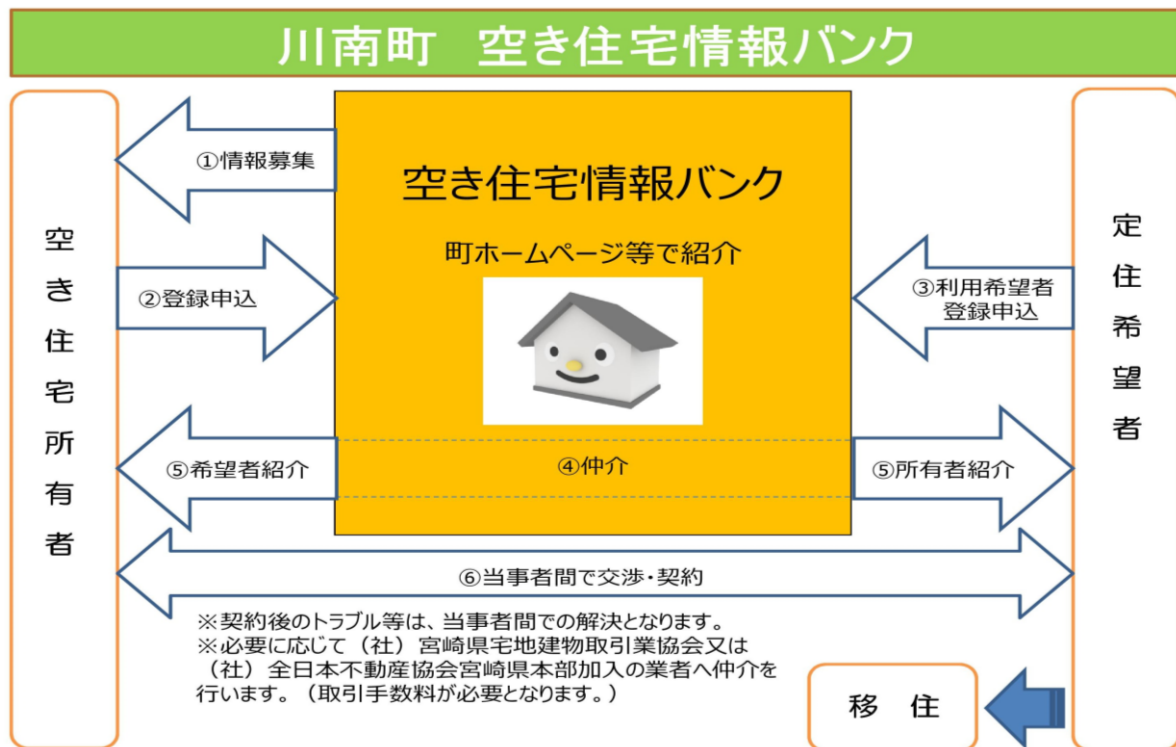 川南町 空き住宅情報バンク
空き住宅所有者
①情報募集
②登録申込
空き住宅情報バンク
町ホームページ等で紹介
③利用希望者
登録申込
定住希望者
⑤希望者紹介
④仲介
⑤所有者紹介
⑥当事者間で交渉・契約
※契約後のトラブル等は、当事者間での解決となります。
※必要に応じて（社）宮崎県宅地建物取引業協会又は
（社）全日本不動産協会宮崎県本部加入の業者へ仲介を
行います。（取引手数料が必要となります。）
移 住